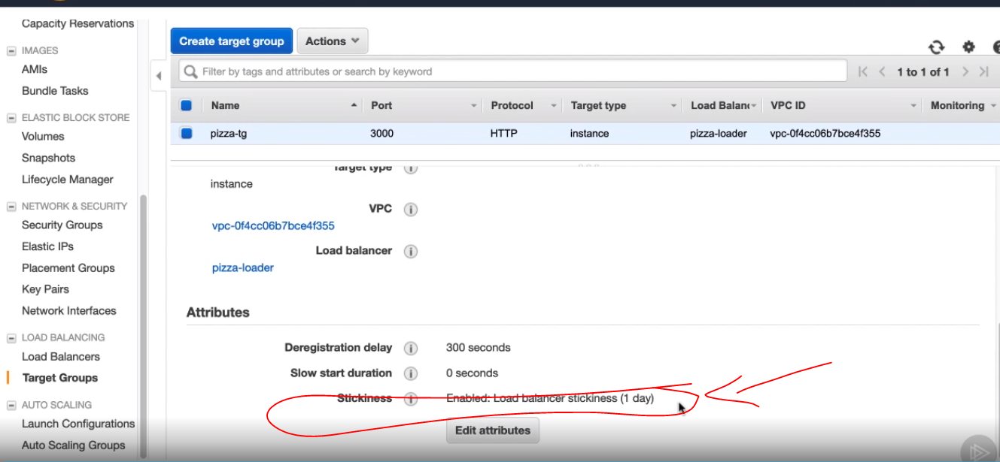 Capacity Reservations
IMAGES
AMIs
Bundle Tasks
ELASTIC BLOCK STORE
Volumes
Snapshots
Lifecycle Manager
NETWORK & SECURITY
Security Groups
Elastic IPs
Placement Groups
Key Pairs
Network Interfaces
LOAD BALANCING
Load Balancers
Target Groups
AUTO SCALING
Launch Configurations
Auto Scaling Groups
Create target group Actions
Filter by tags and attributes or search by keyword 1 to 1 of 1
Name Port Protocol Target type Load Balanc VPC ID Monitoring
pizza-tg 3000 HTTP instance pizza-loader vpc-0f4cc06b7bce4f355
Target type
instance
VPC
vpc-0f4cc06b7bce4f355
Load balancer
pizza-loader
Attributes
Deregistration delay 300 seconds
Slow start duration 0 seconds
Stickiness Enabled: Load balancer stickiness (1 day)
Edit attributes